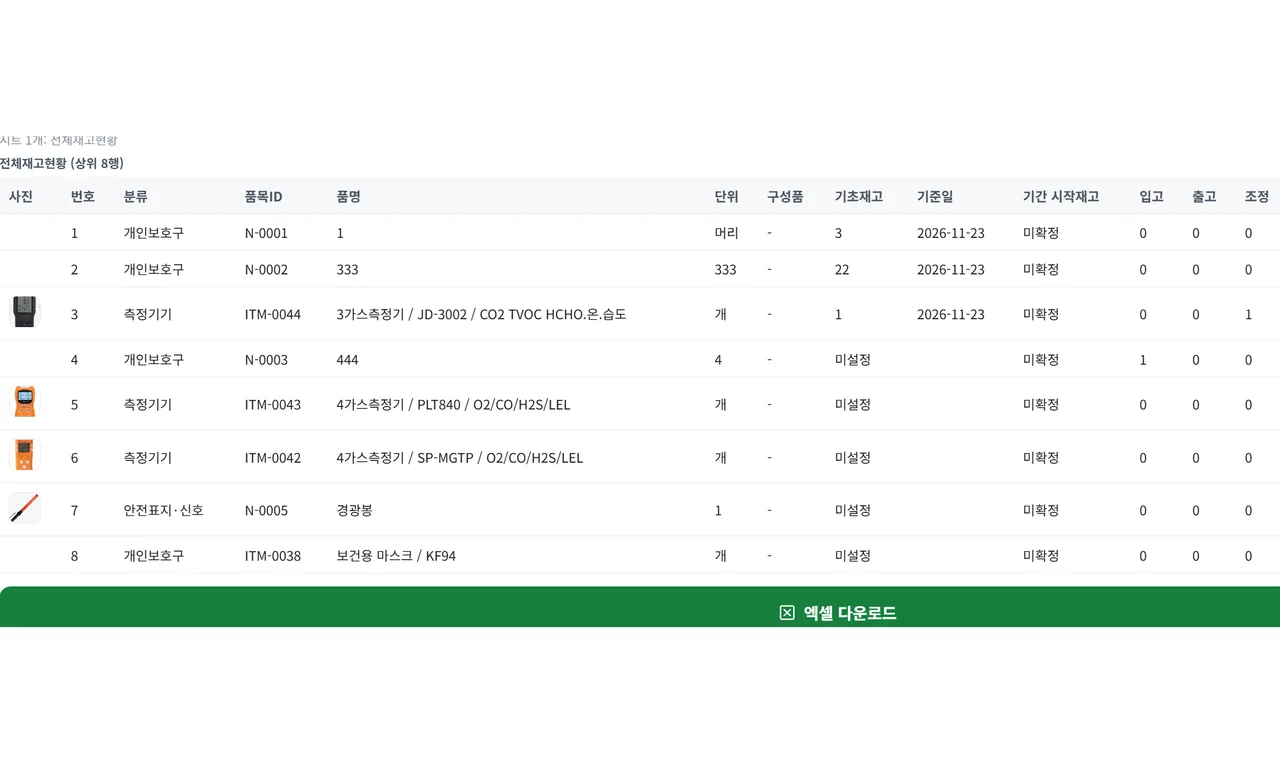 시트 1개: 전체재고현황
전체재고현황 (상위 8행)
사진 번호 분류 품목ID 품명 단위 구성품 기초재고 기준일 기간 시작재고 입고 출고 조정
1 개인보호구 N-0001 1 머리 - 3 2026-11-23 미확정 0 0 0
2 개인보호구 N-0002 333 333 - 22 2026-11-23 미확정 0 0 0
3 측정기기 ITM-0044 3가스측정기 / JD-3002 / CO2 TVOC HCHO.온.습도 개 - 1 2026-11-23 미확정 0 0 1
4 개인보호구 N-0003 444 4 - 미설정 미확정 1 0 0
5 측정기기 ITM-0043 4가스측정기 / PLT840 / O2/CO/H2S/LEL 개 - 미설정 미확정 0 0 0
6 측정기기 ITM-0042 4가스측정기 / SP-MGTP / O2/CO/H2S/LEL 개 - 미설정 미확정 0 0 0
7 안전표지·신호 N-0005 경광봉 1 - 미설정 미확정 0 0 0
8 개인보호구 ITM-0038 보건용 마스크 / KF94 개 - 미설정 미확정 0 0 0
엑셀 다운로드